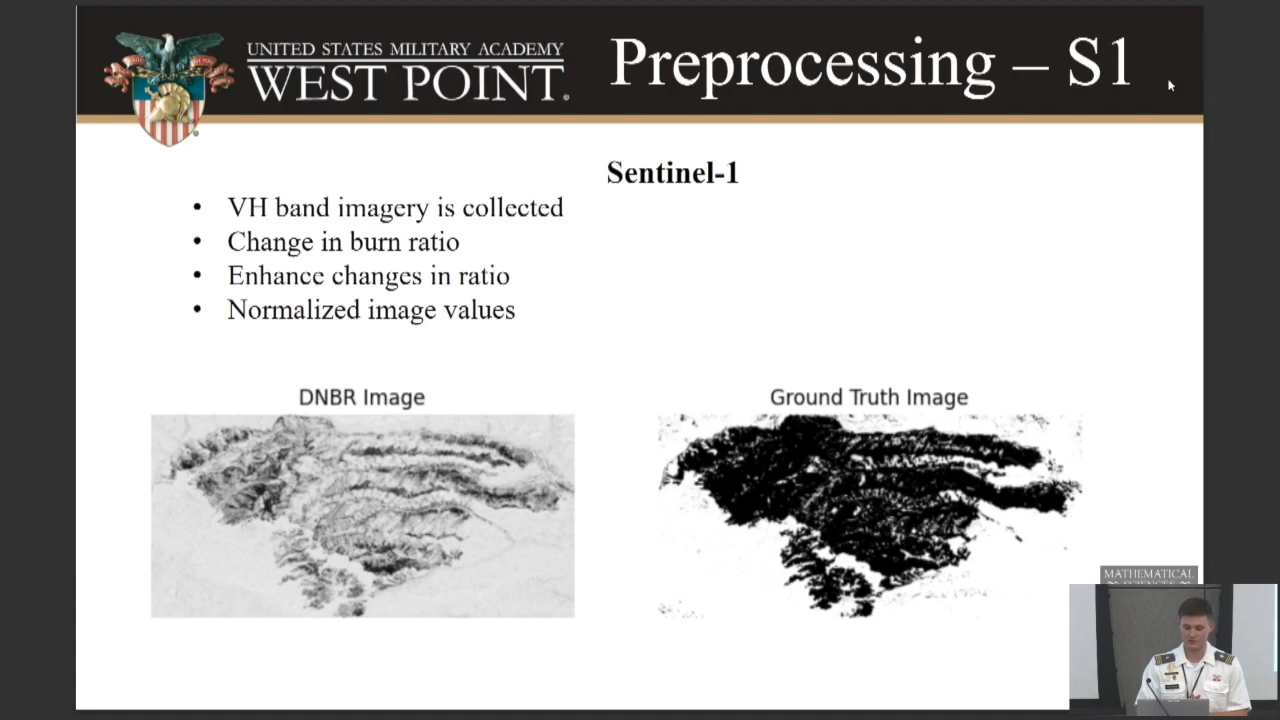 UNITED STATES MILITARY ACADEMY
WEST POINT®
Preprocessing – S1
Sentinel-1
• VH band imagery is collected
• Change in burn ratio
• Enhance changes in ratio
• Normalized image values
DNBR Image
Ground Truth Image
MATHEMATICAL
SCIENCES